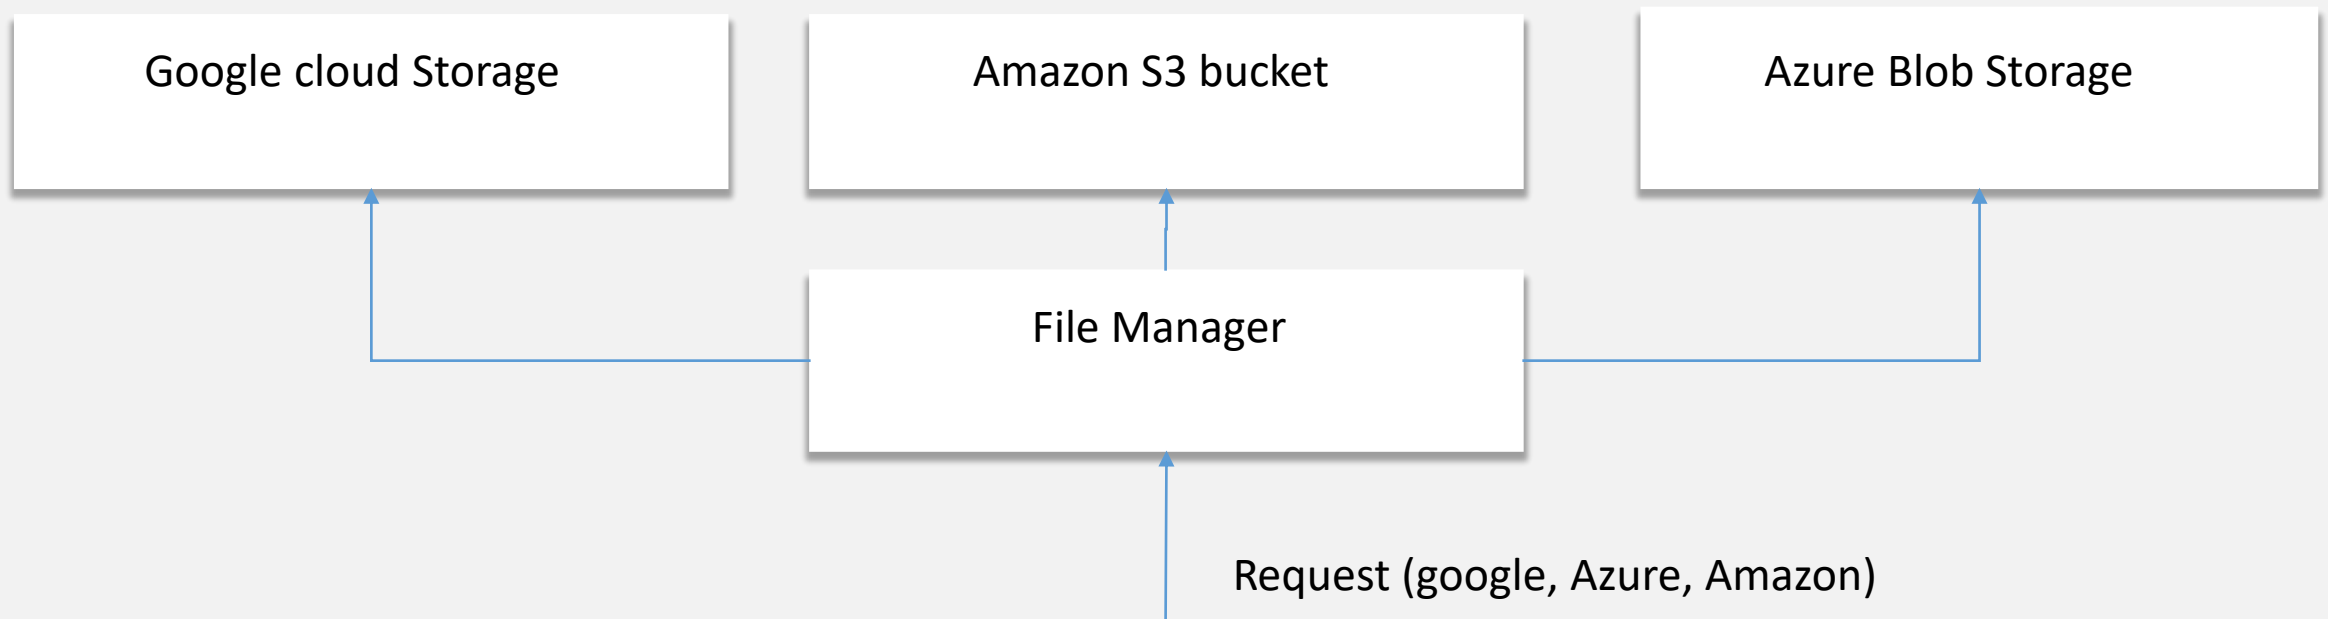 Google cloud Storage
Amazon S3 bucket
Azure Blob Storage
File Manager
Request (google, Azure, Amazon)